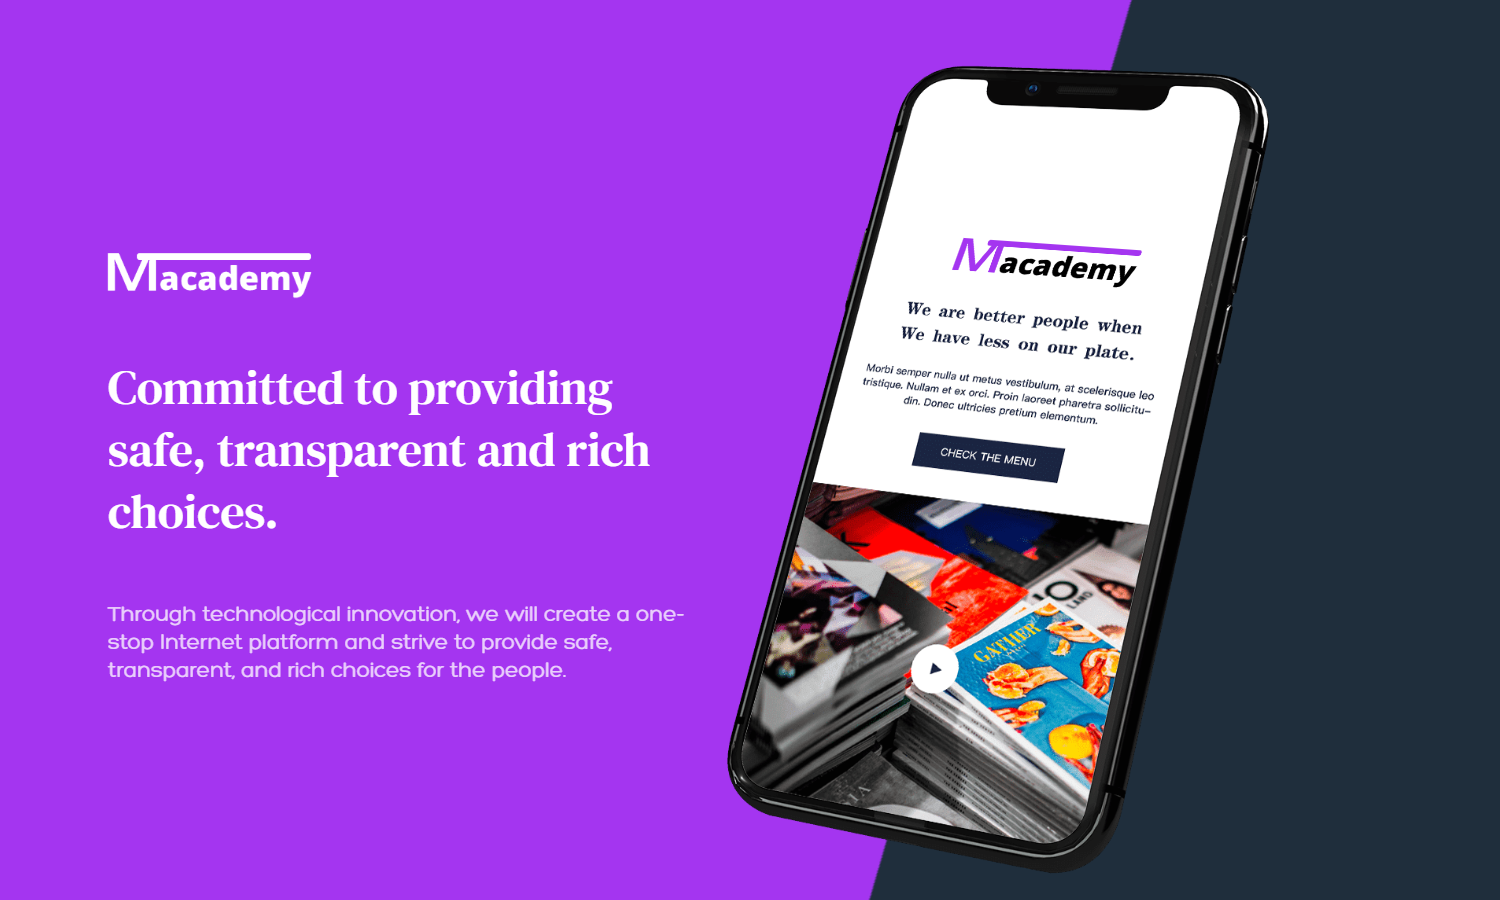 Macademy
Committed to providing
safe, transparent and rich
choices.
Through technological innovation, we will create a one-
stop Internet platform and strive to provide safe,
transparent, and rich choices for the people.
Macademy
We are better people when
We have less on our plate.
Morbi semper nulla ut metus vestibulum, at scelerisque leo
tristique. Nullam et ex orci. Proin laoreet pharetra sollicitu-
din. Donec ultricies pretium elementum.
CHECK THE MENU
LAND
GATHER